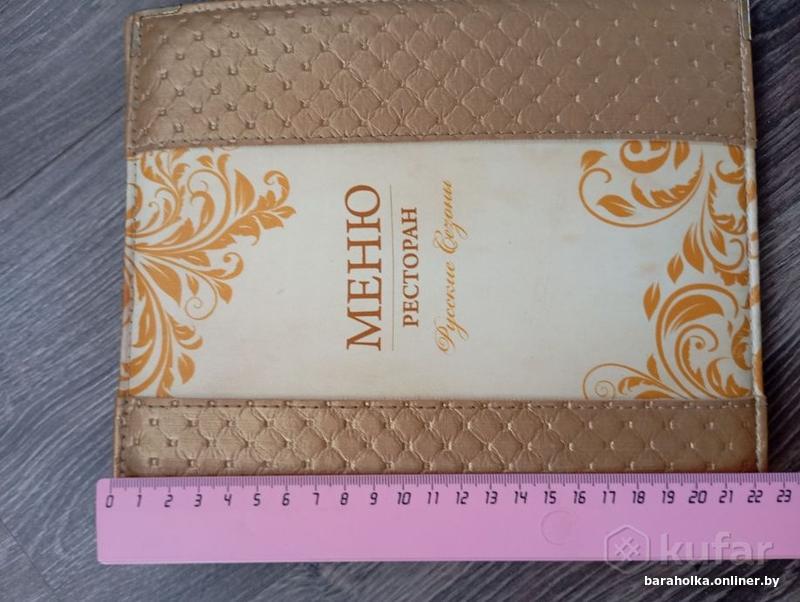 МЕНЮ
РЕСТОРАН
Русские Сезоны
0 1 2 3 4 5 6 7 8 9 10 11 12 13 14 15 16 17 18 19 20 21 22 23
kufar
baraholka.onliner.by